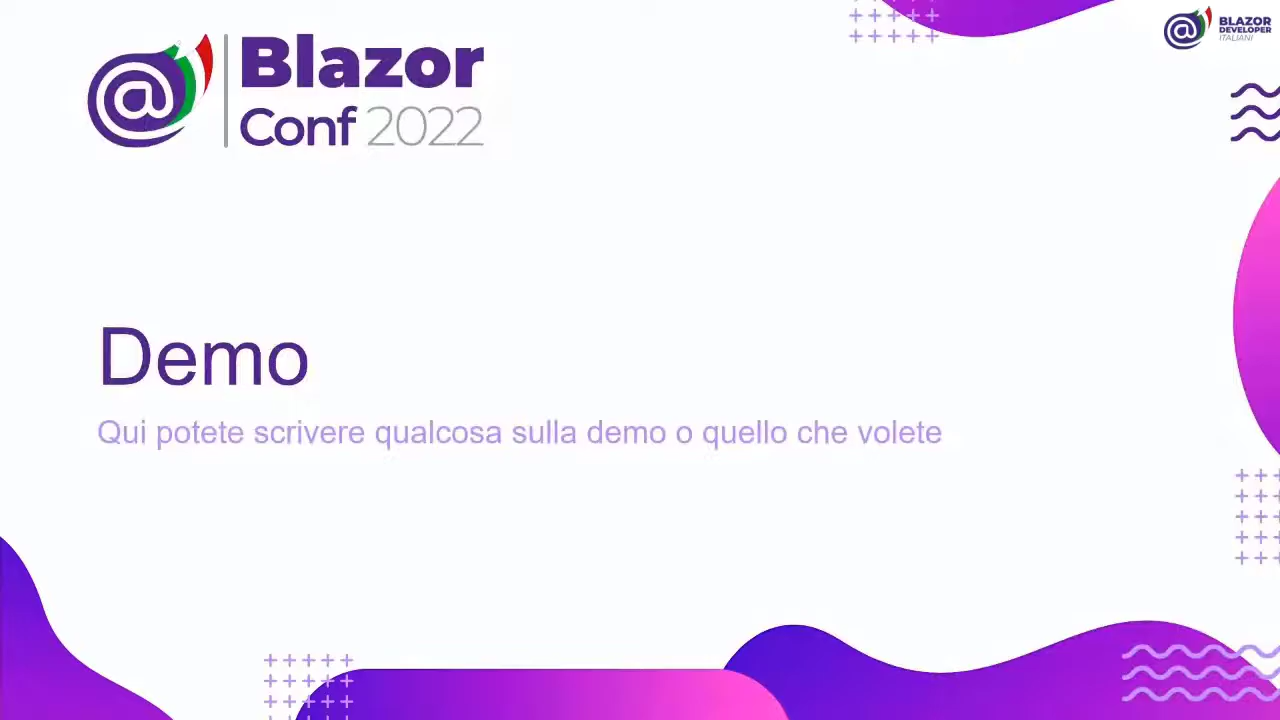 Blazor
Conf 2022
BLAZOR
DEVELOPER
ITALIANI
Demo
Qui potete scrivere qualcosa sulla demo o quello che volete